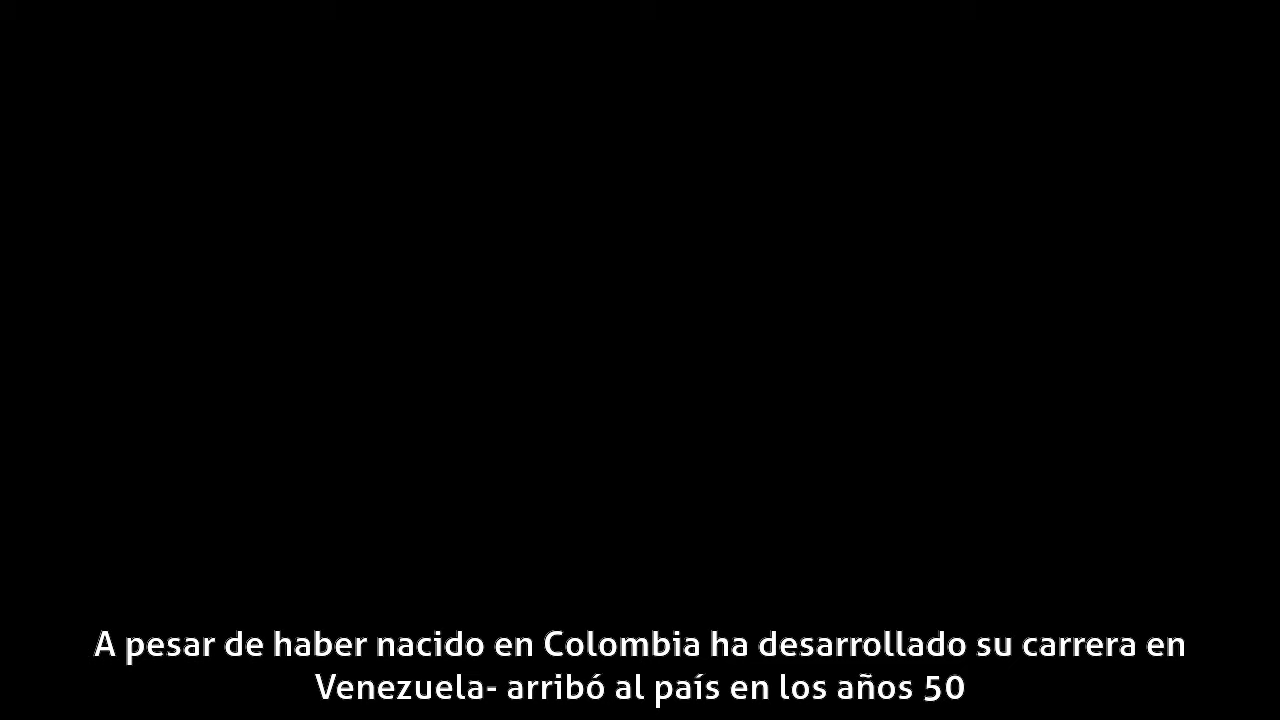 A pesar de haber nacido en Colombia ha desarrollado su carrera en
Venezuela- arribó al país en los años 50